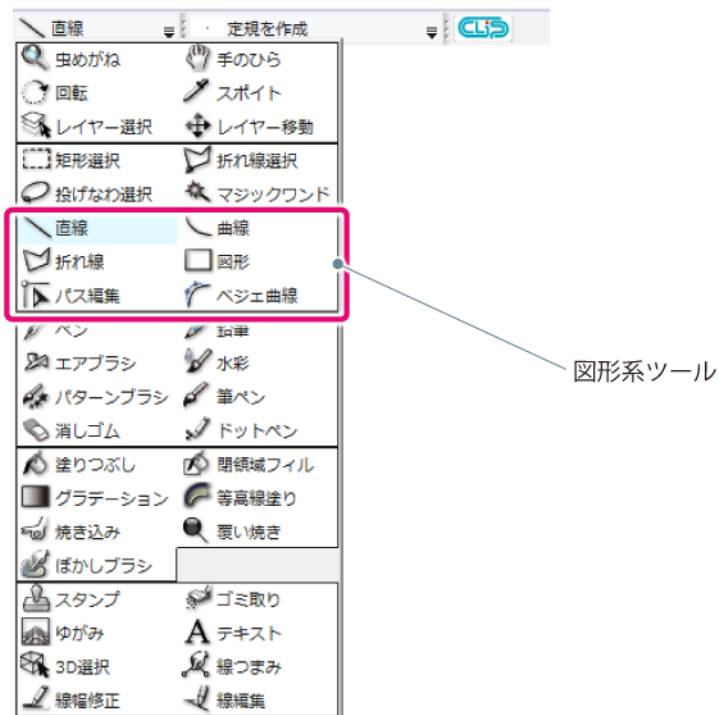 直線 定規を作成 CLiP
虫めがね 手のひら
回転 スポイト
レイヤー選択 レイヤー移動
矩形選択 折れ線選択
投げなわ選択 マジックワンド
直線 曲線
折れ線 図形
パス編集 ベジェ曲線
ペン 鉛筆
エアブラシ 水彩
図形系ツール
パターンブラシ 筆ペン
消しゴム ドットペン
塗りつぶし 閉領域フィル
グラデーション 等高線塗り
焼き込み 覆い焼き
ぼかしブラシ
スタンプ ゴミ取り
ゆがみ A テキスト
3D選択 線つまみ
線幅修正 線編集